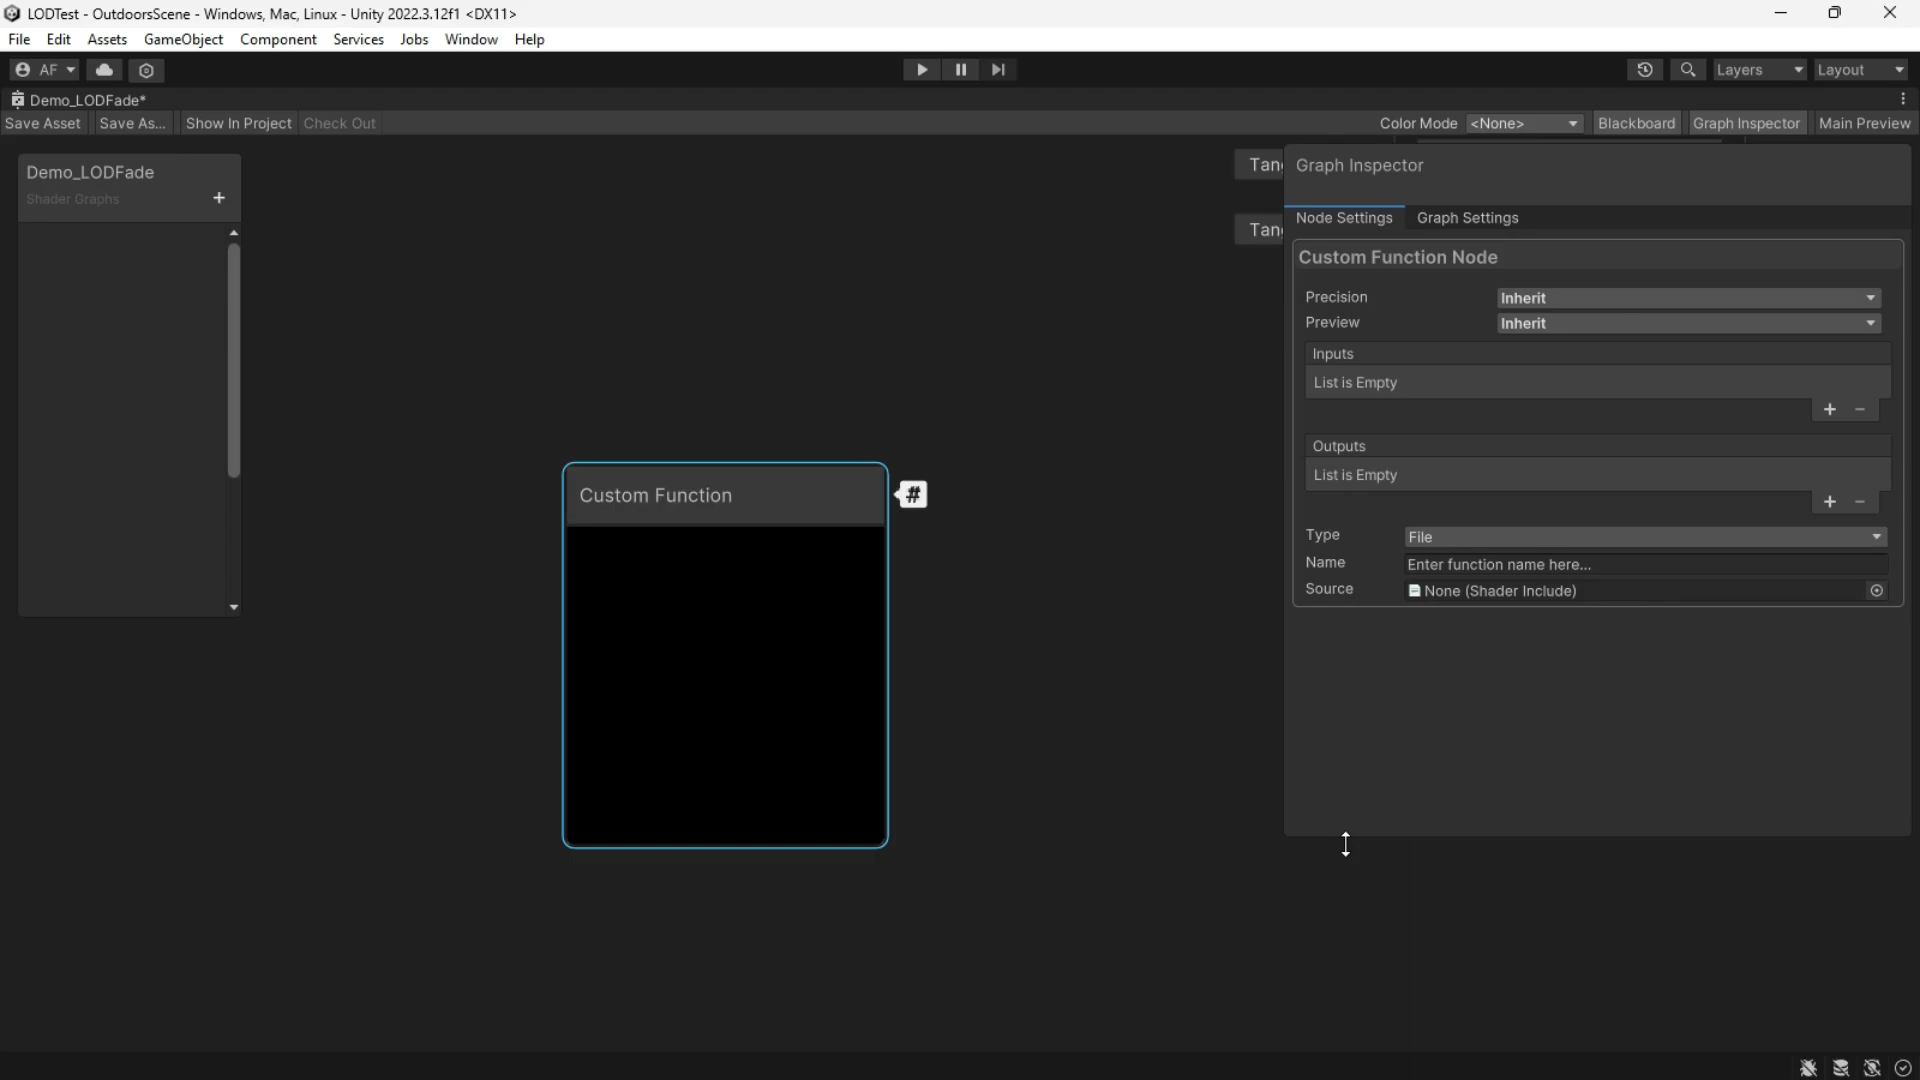 LODTest - OutdoorsScene - Windows, Mac, Linux - Unity 2022.3.12f1 <DX11>
File Edit Assets GameObject Component Services Jobs Window Help
AF Layers Layout
Demo_LODFade*
Save Asset Save As... Show In Project Check Out Color Mode <None> Blackboard Graph Inspector Main Preview
Demo_LODFade
Shader Graphs +
Tang
Tang
Custom Function #
Graph Inspector
Node Settings Graph Settings
Custom Function Node
Precision Inherit
Preview Inherit
Inputs
List is Empty
+ -
Outputs
List is Empty
+ -
Type File
Name Enter function name here...
Source None (Shader Include)